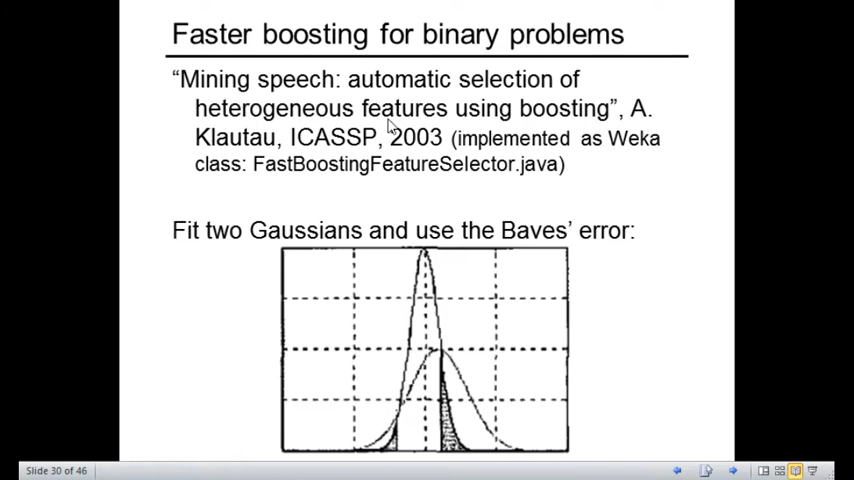 Faster boosting for binary problems
“Mining speech: automatic selection of
heterogeneous features using boosting”, A.
Klautau, ICASSP, 2003 (implemented as Weka
class: FastBoostingFeatureSelector.java)
Fit two Gaussians and use the Baves’ error:
Slide 30 of 46